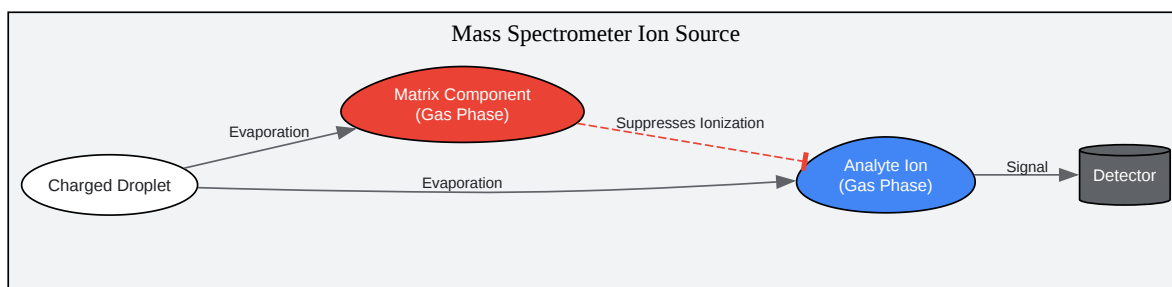 Mass Spectrometer Ion Source
Matrix Component
(Gas Phase)
Evaporation
Suppresses Ionization
Charged Droplet
Evaporation
Analyte Ion
(Gas Phase)
Signal
Detector